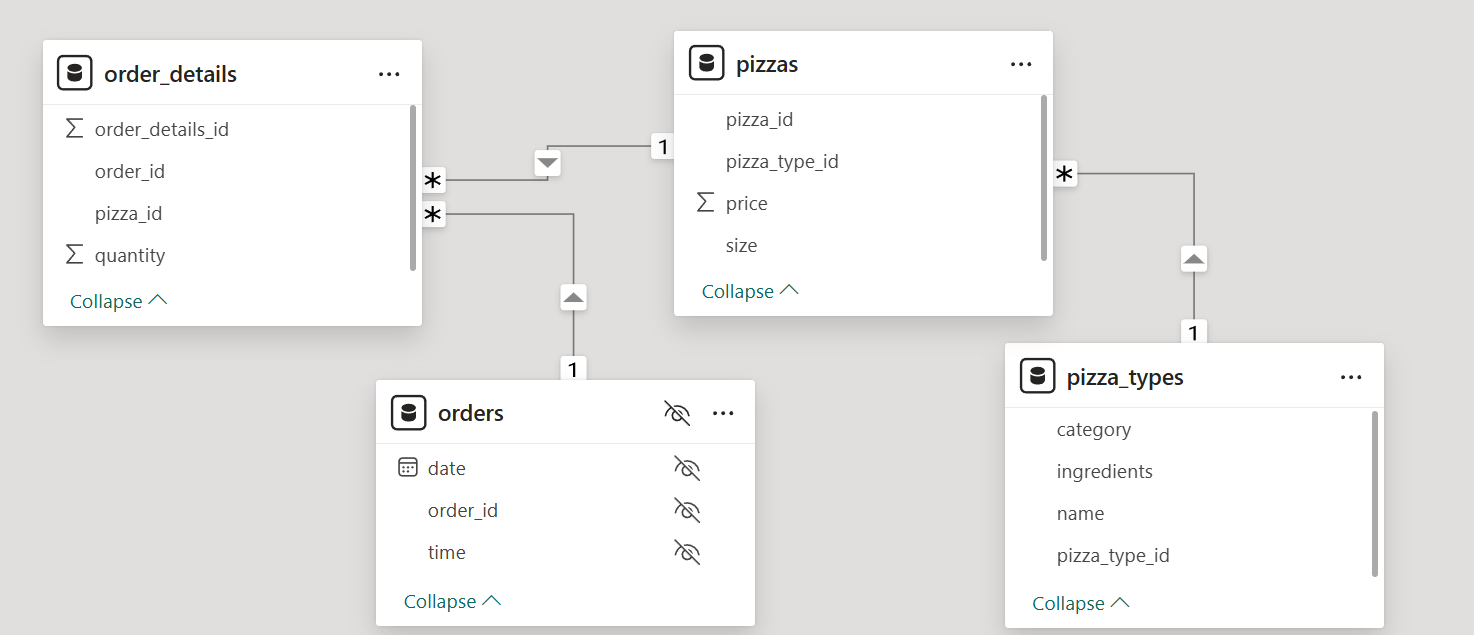 order_details
order_details_id
order_id
pizza_id
quantity
Collapse
*
*
1
pizzas
pizza_id
pizza_type_id
price
size
Collapse
*
1
1
orders
date
order_id
time
Collapse
pizza_types
category
ingredients
name
pizza_type_id
Collapse